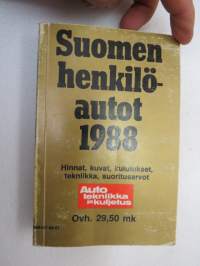 Suomen
henkilö-
autot
1988
Hinnat, kuvat, kulutukset,
tekniikka, suoritusarvot
Auto
tekniikka
ja kuljetus
Ovh. 29,50 mk